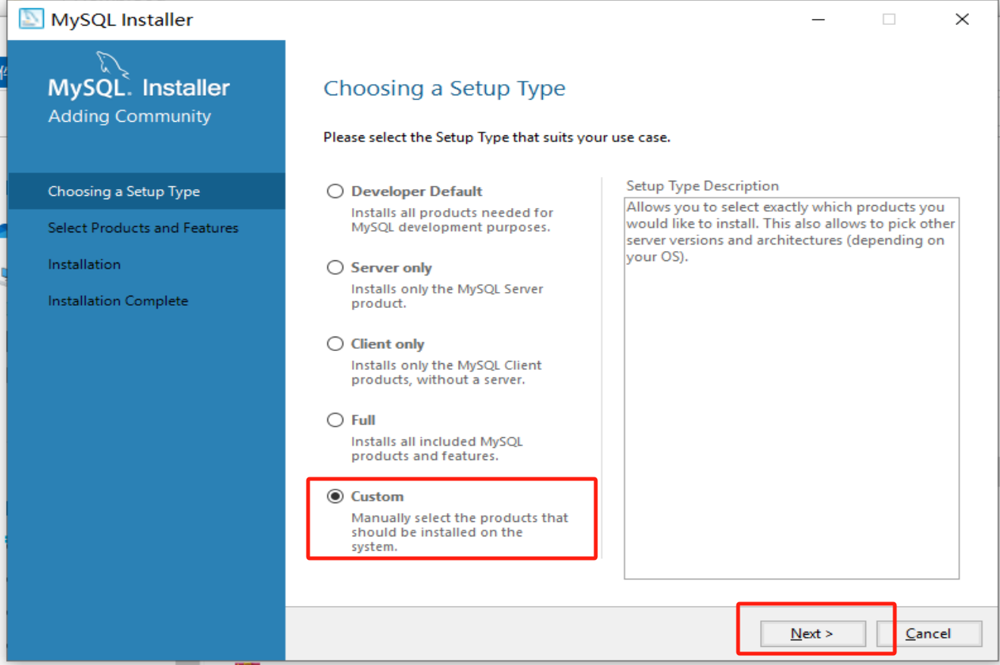 MySQL Installer
MySQL. Installer
Adding Community
Choosing a Setup Type
Select Products and Features
Installation
Installation Complete
Choosing a Setup Type
Please select the Setup Type that suits your use case.
Developer Default
Installs all products needed for
MySQL development purposes.
Server only
Installs only the MySQL Server
product.
Client only
Installs only the MySQL Client
products, without a server.
Full
Installs all included MySQL
products and features.
Custom
Manually select the products that
should be installed on the
system.
Setup Type Description
Allows you to select exactly which products you
would like to install. This also allows to pick other
server versions and architectures (depending on
your OS).
Next >
Cancel